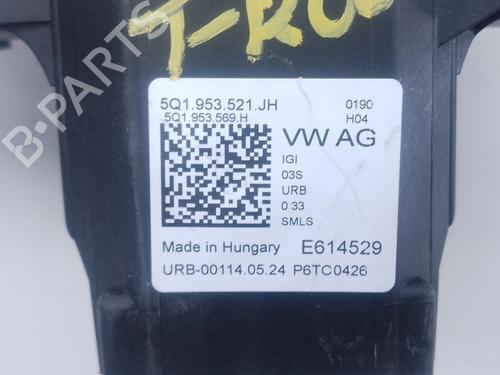 T-ROC
5Q1.953.521.JH 0190
5Q1.953.569.H H04
VW AG
IGI
03S
URB
0 33
SMLS
Made in Hungary E614529
URB-00114.05.24 P6TC0426
B-PARTS